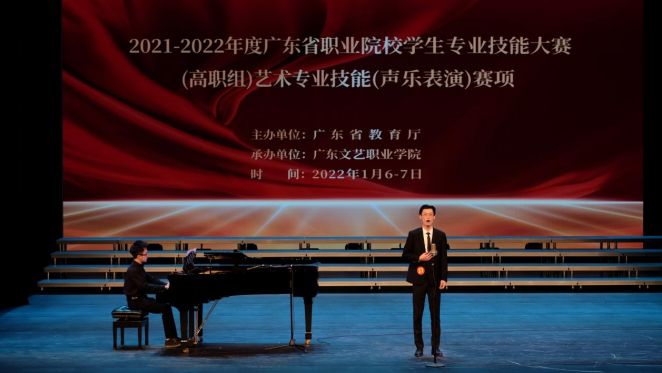 2021-2022年度广东省职业院校学生专业技能大赛
(高职组)艺术专业技能(声乐表演)赛项
主办单位：广东省教育厅
承办单位：广东文艺职业学院
时　　间：2022年1月6-7日